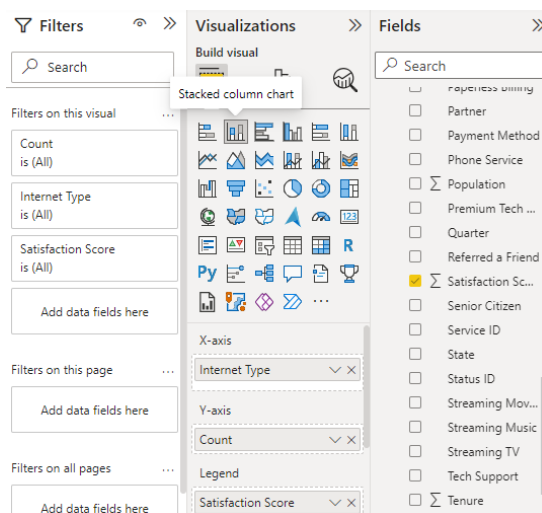 Filters
Search
Filters on this visual
...
Count
is (All)
Internet Type
is (All)
Satisfaction Score
is (All)
Add data fields here
Filters on this page
...
Add data fields here
Filters on all pages
...
Add data fields here
Visualizations
Build visual
Stacked column chart
123
R
Py
...
X-axis
Internet Type
Y-axis
Count
Legend
Satisfaction Score
Fields
Search
Paperless Billing
Partner
Payment Method
Phone Service
∑ Population
Premium Tech ...
Quarter
Referred a Friend
∑ Satisfaction Sc...
Senior Citizen
Service ID
State
Status ID
Streaming Mov...
Streaming Music
Streaming TV
Tech Support
∑ Tenure